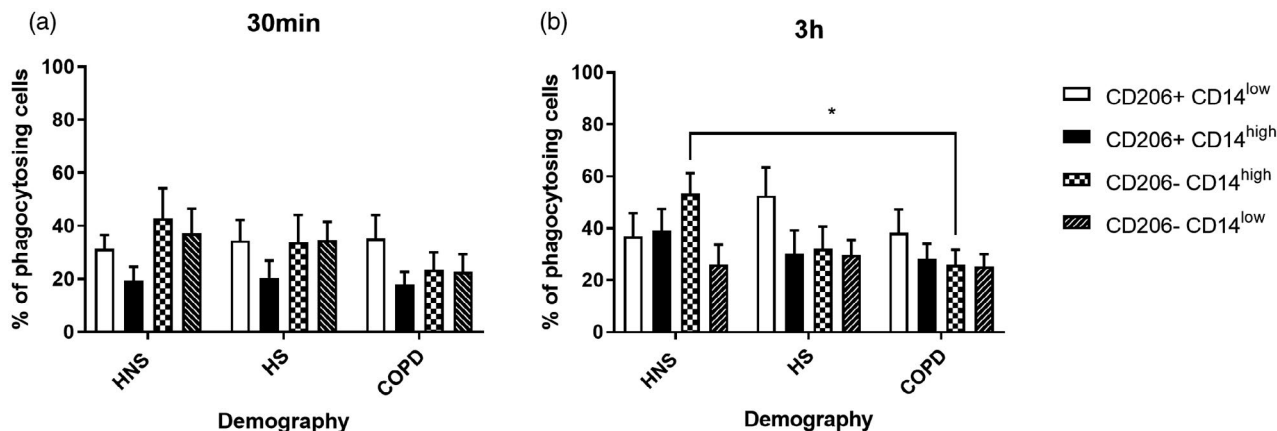 (a)
30min
% of phagocytosing cells
100
80
60
40
20
0
HNS
HS
COPD
Demography
(b)
3h
% of phagocytosing cells
100
80
60
40
20
0
*
HNS
HS
COPD
Demography
CD206+ CD14low
CD206+ CD14high
CD206- CD14high
CD206- CD14low